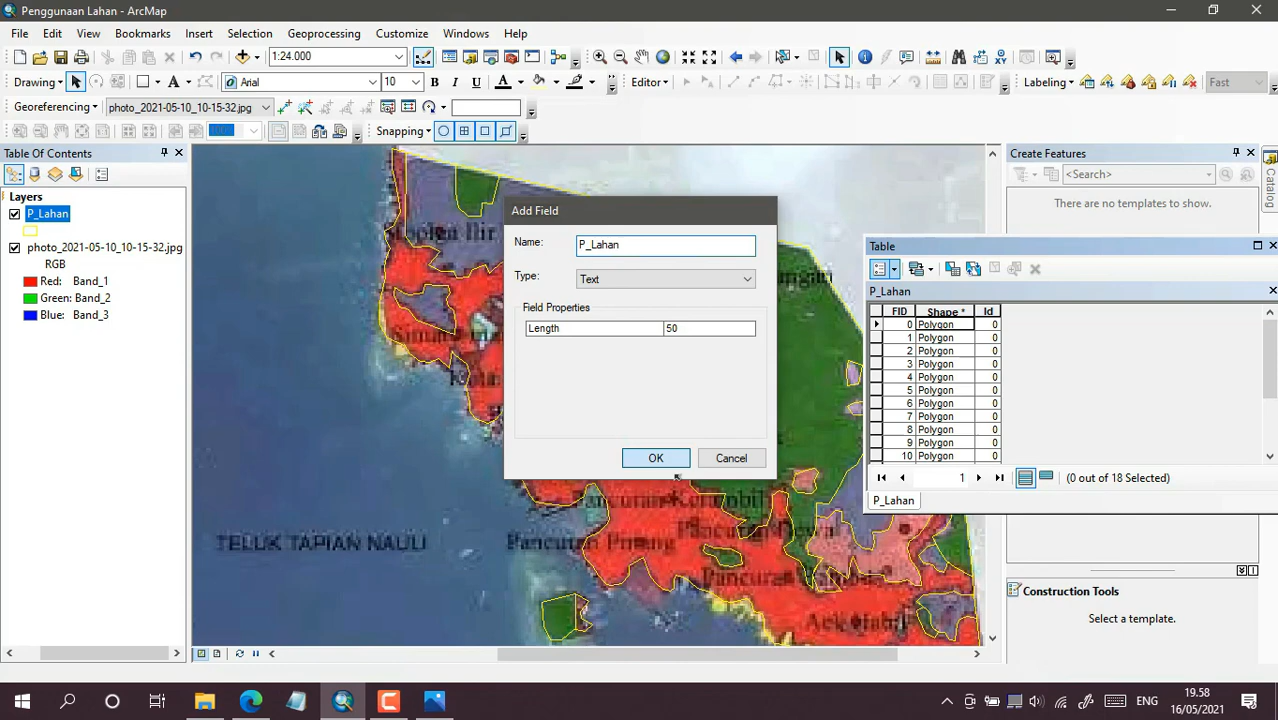 Penggunaan Lahan - ArcMap
File Edit View Bookmarks Insert Selection Geoprocessing Customize Windows Help
1:24.000
Drawing Arial 10 B I U A Editor Labeling Fast
Georeferencing photo_2021-05-10_10-15-32.jpg
Snapping
Table Of Contents
Layers
P_Lahan
photo_2021-05-10_10-15-32.jpg
RGB
Red: Band_1
Green: Band_2
Blue: Band_3
TELUK TAPIAN NAULI
Pancuran Pinang
Pancuran Dewa
Add Field
Name: P_Lahan
Type: Text
Field Properties
Length 50
OK Cancel
Create Features
<Search>
There are no templates to show.
Catalog
Table
P_Lahan
FID Shape * Id
0 Polygon 0
1 Polygon 0
2 Polygon 0
3 Polygon 0
4 Polygon 0
5 Polygon 0
6 Polygon 0
7 Polygon 0
8 Polygon 0
9 Polygon 0
10 Polygon 0
1 (0 out of 18 Selected)
P_Lahan
Construction Tools
Select a template.
ENG
19.58
16/05/2021